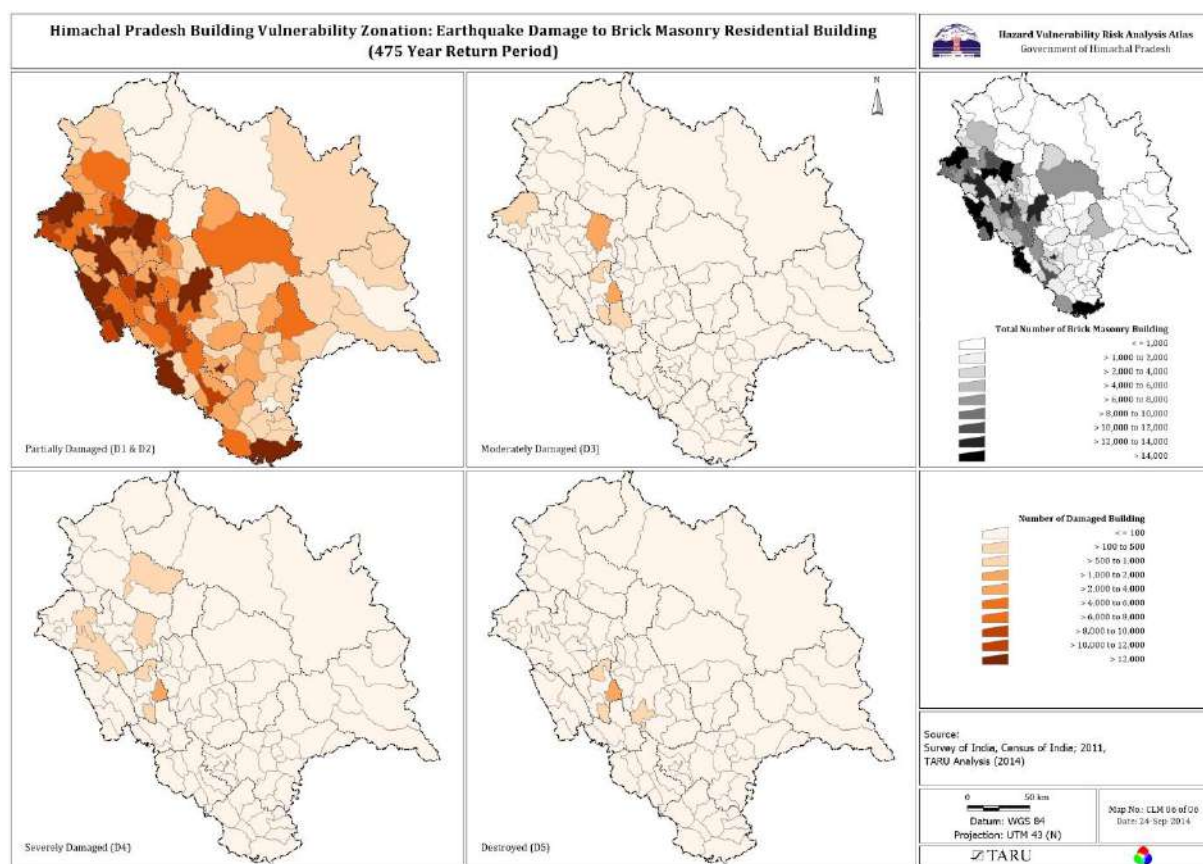 Himachal Pradesh Building Vulnerability Zonation: Earthquake Damage to Brick Masonry Residential Building
(475 Year Return Period)
Hazard Vulnerability Risk Analysis Atlas
Government of Himachal Pradesh
N
Partially Damaged (D1 & D2)
Moderately Damaged (D3)
Total Number of Brick Masonry Building
< = 1,000
> 1,000 to 2,000
> 2,000 to 4,000
> 4,000 to 6,000
> 6,000 to 8,000
> 8,000 to 10,000
> 10,000 to 12,000
> 12,000 to 14,000
> 14,000
Severely Damaged (D4)
Destroyed (D5)
Number of Damaged Building
< = 100
> 100 to 500
> 500 to 1,000
> 1,000 to 2,000
> 2,000 to 4,000
> 4,000 to 6,000
> 6,000 to 8,000
> 8,000 to 10,000
> 10,000 to 12,000
> 12,000
Source:
Survey of India, Census of India; 2011,
TARU Analysis (2014)
0 50 km
Datum: WGS 84
Projection: UTM 43 (N)
Map No.: CLM 06 of 06
Date: 24-Sep-2014
TARU